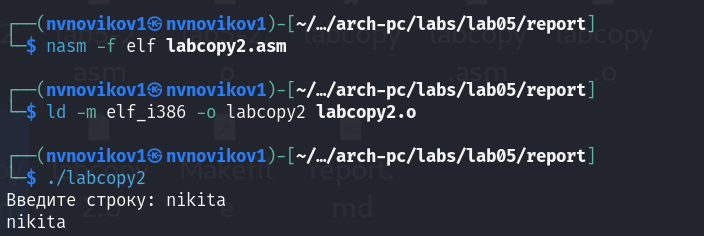 ┌──(nvnovikov1㉿nvnovikov1)-[~/…/arch-pc/labs/lab05/report]
└─$ nasm -f elf labcopy2.asm
┌──(nvnovikov1㉿nvnovikov1)-[~/…/arch-pc/labs/lab05/report]
└─$ ld -m elf_i386 -o labcopy2 labcopy2.o
┌──(nvnovikov1㉿nvnovikov1)-[~/…/arch-pc/labs/lab05/report]
└─$ ./labcopy2
Введите строку: nikita
nikita